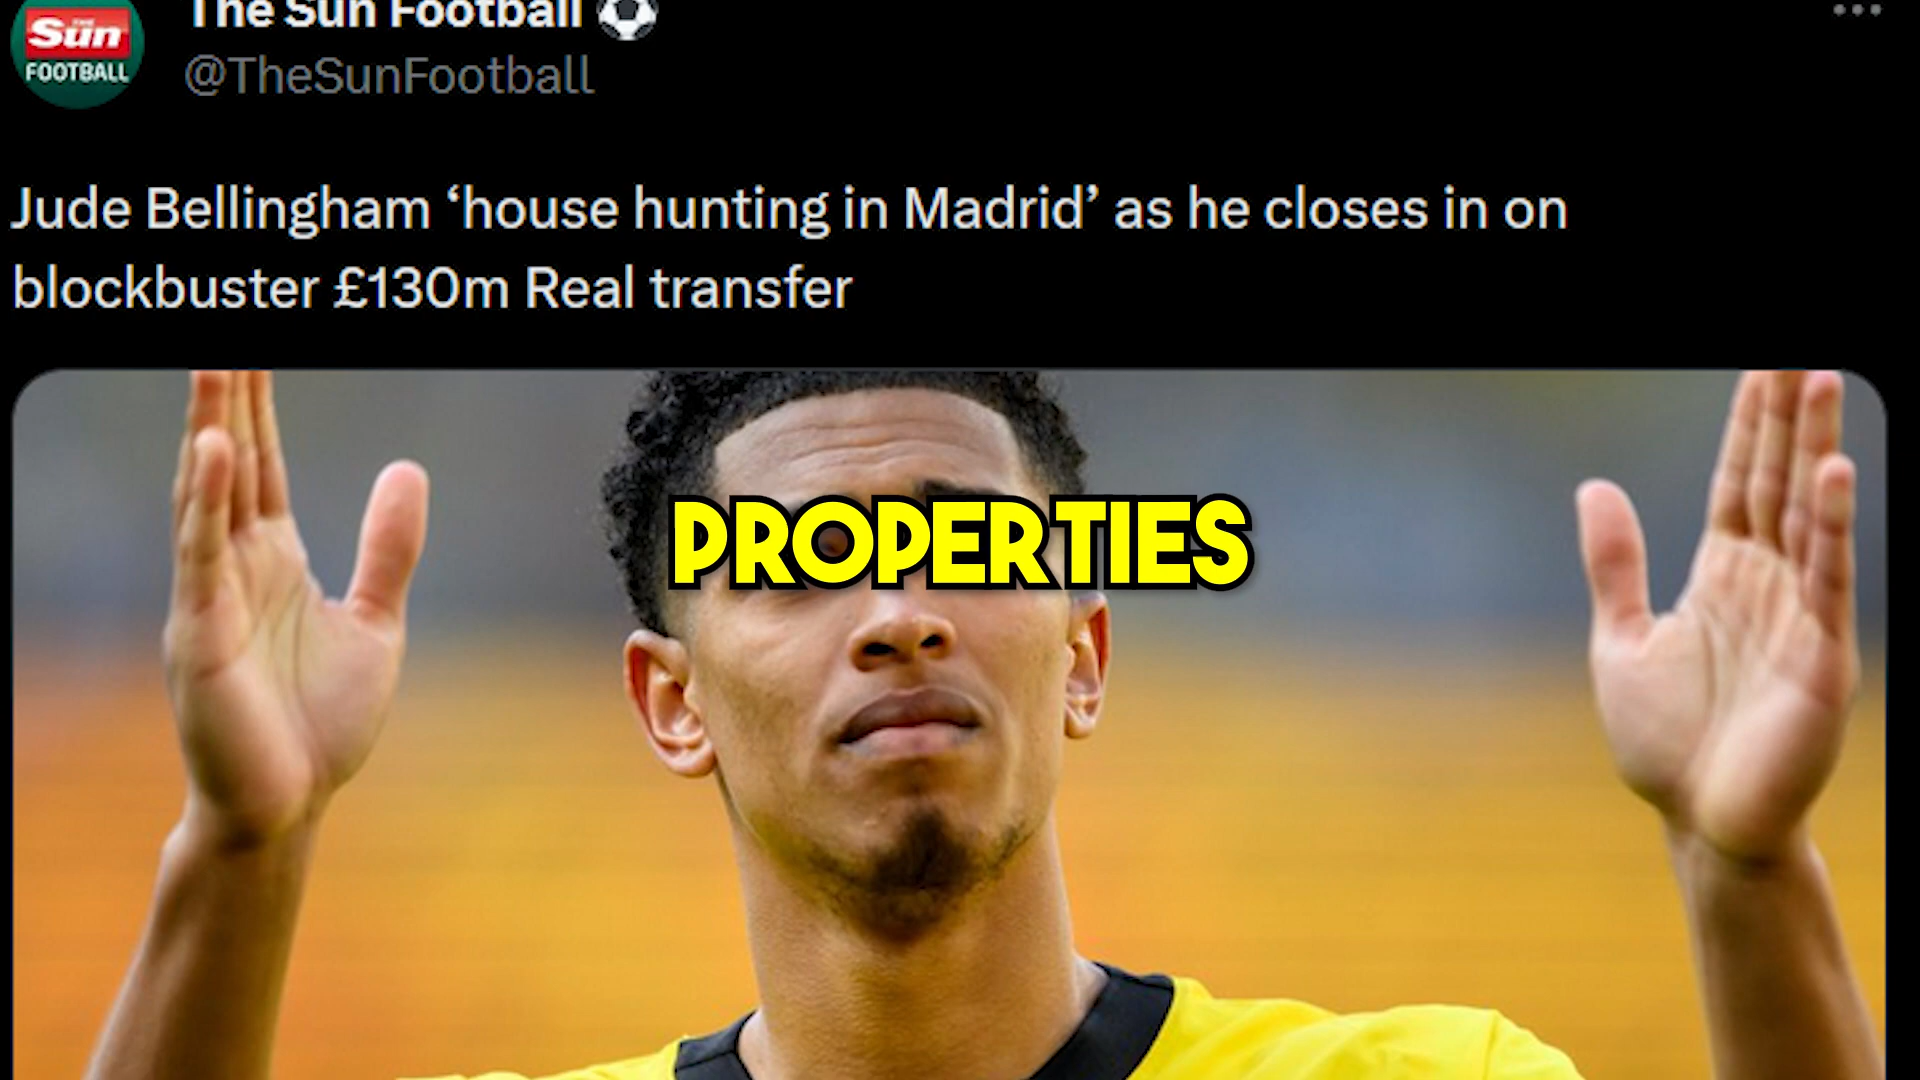 The Sun Football
THE
Sun
FOOTBALL
@TheSunFootball
Jude Bellingham ‘house hunting in Madrid’ as he closes in on
blockbuster £130m Real transfer
PROPERTIES